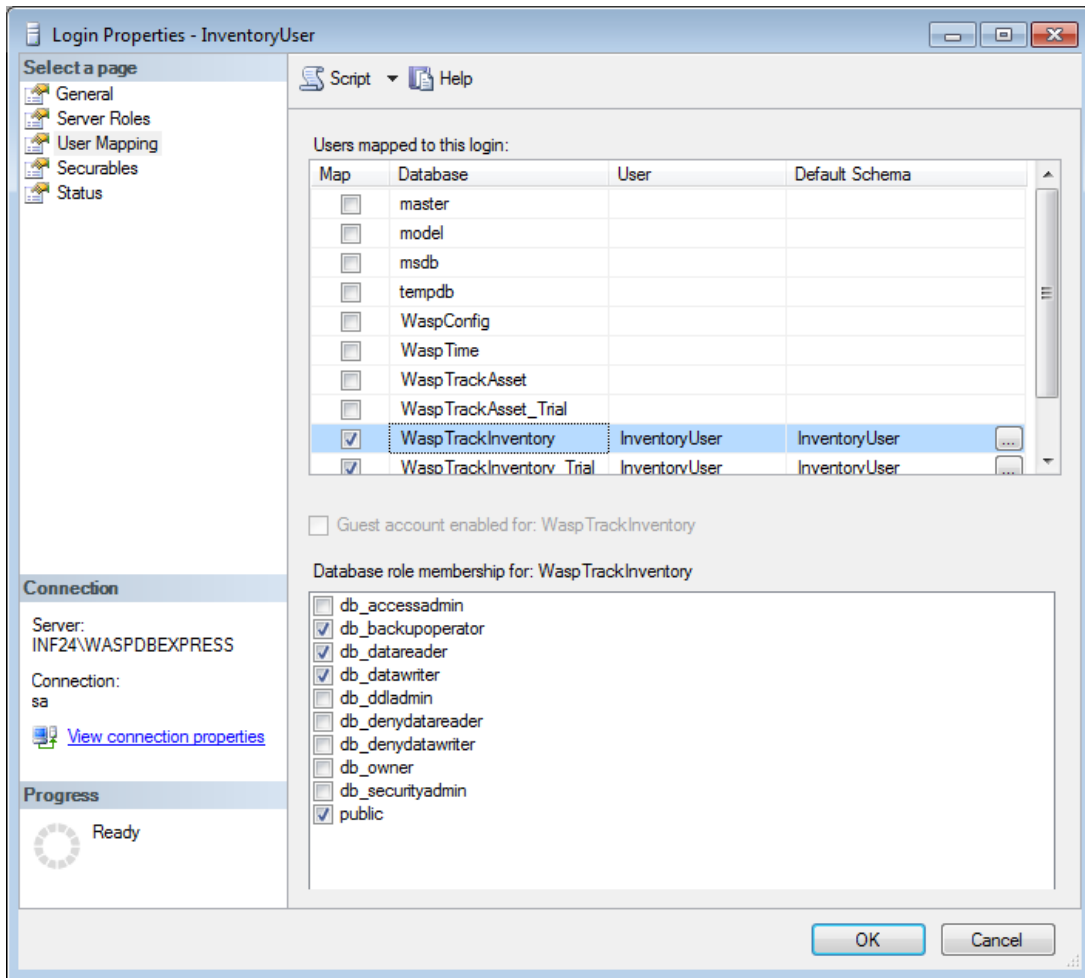 Login Properties - InventoryUser
Select a page
General
Server Roles
User Mapping
Securables
Status
Script Help
Users mapped to this login:
Map Database User Default Schema
master
model
msdb
tempdb
WaspConfig
WaspTime
WaspTrackAsset
WaspTrackAsset_Trial
WaspTrackInventory InventoryUser InventoryUser ...
WaspTrackInventory_Trial InventoryUser InventoryUser ...
Guest account enabled for: WaspTrackInventory
Database role membership for: WaspTrackInventory
db_accessadmin
db_backupoperator
db_datareader
db_datawriter
db_ddladmin
db_denydatareader
db_denydatawriter
db_owner
db_securityadmin
public
Connection
Server:
INF24\WASPDBEXPRESS
Connection:
sa
View connection properties
Progress
Ready
OK Cancel